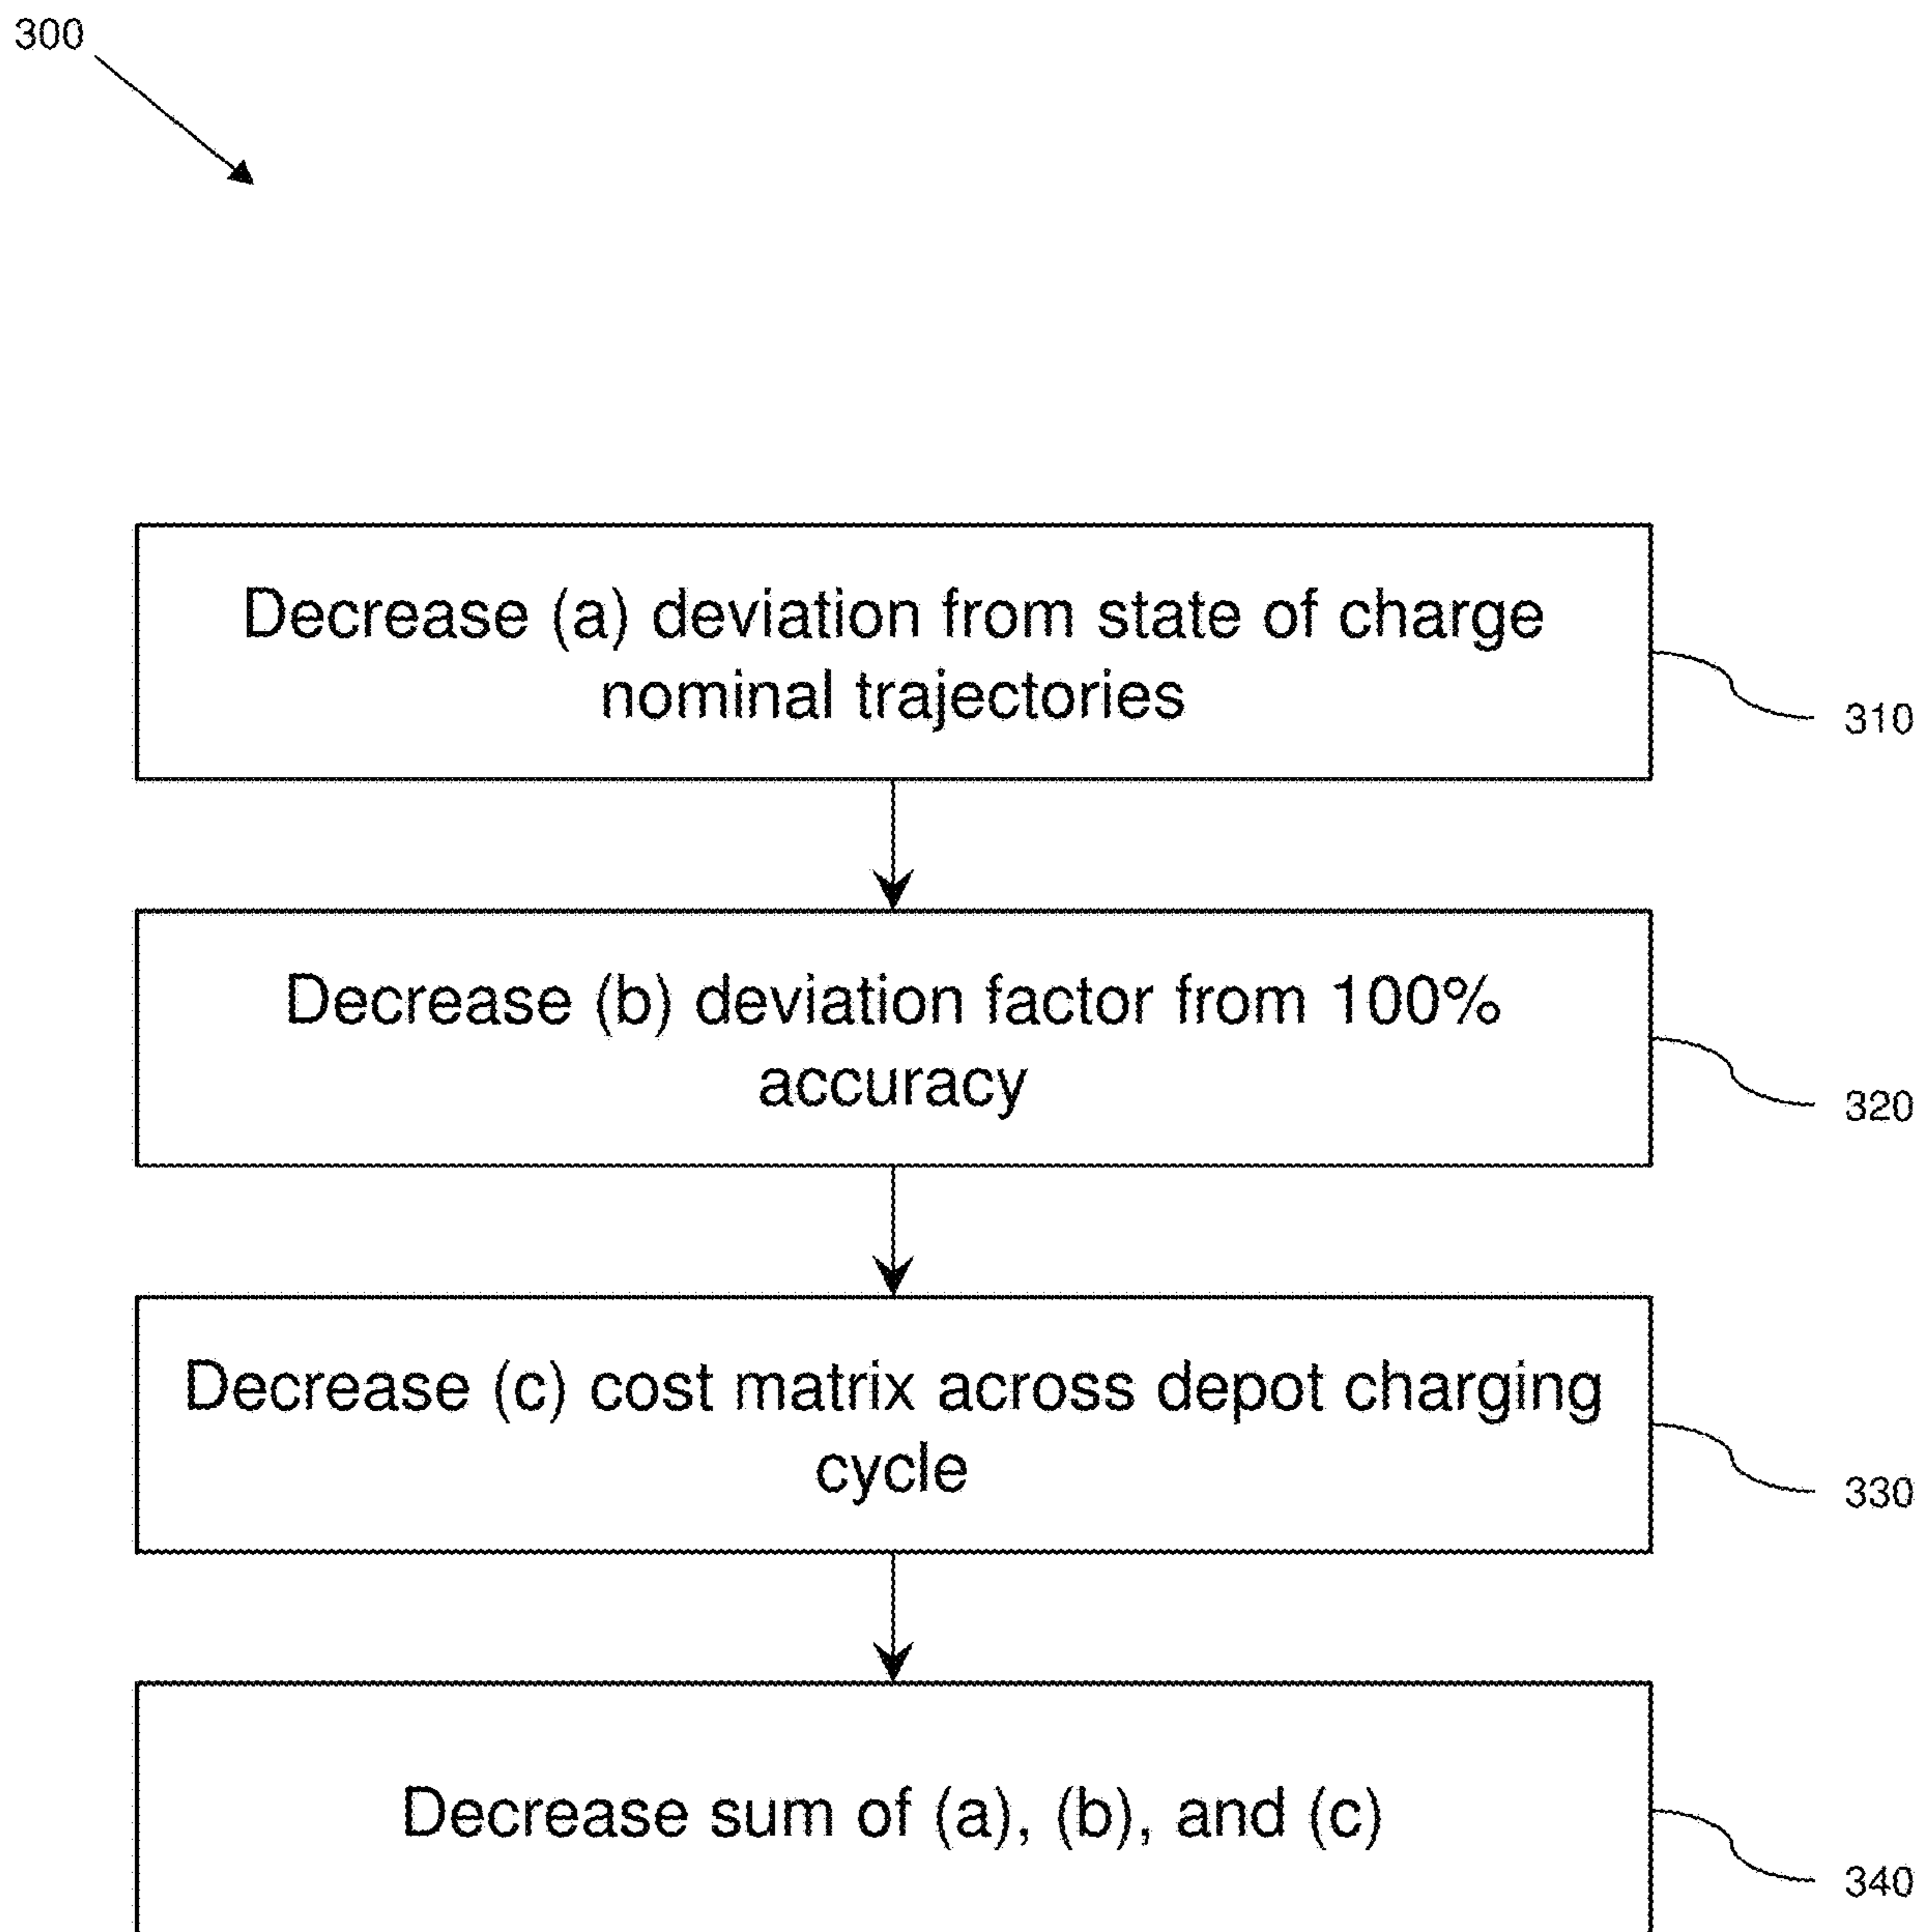 300
Decrease (a) deviation from state of charge
nominal trajectories
310
Decrease (b) deviation factor from 100%
accuracy
320
Decrease (c) cost matrix across depot charging
cycle
330
Decrease sum of (a), (b), and (c)
340